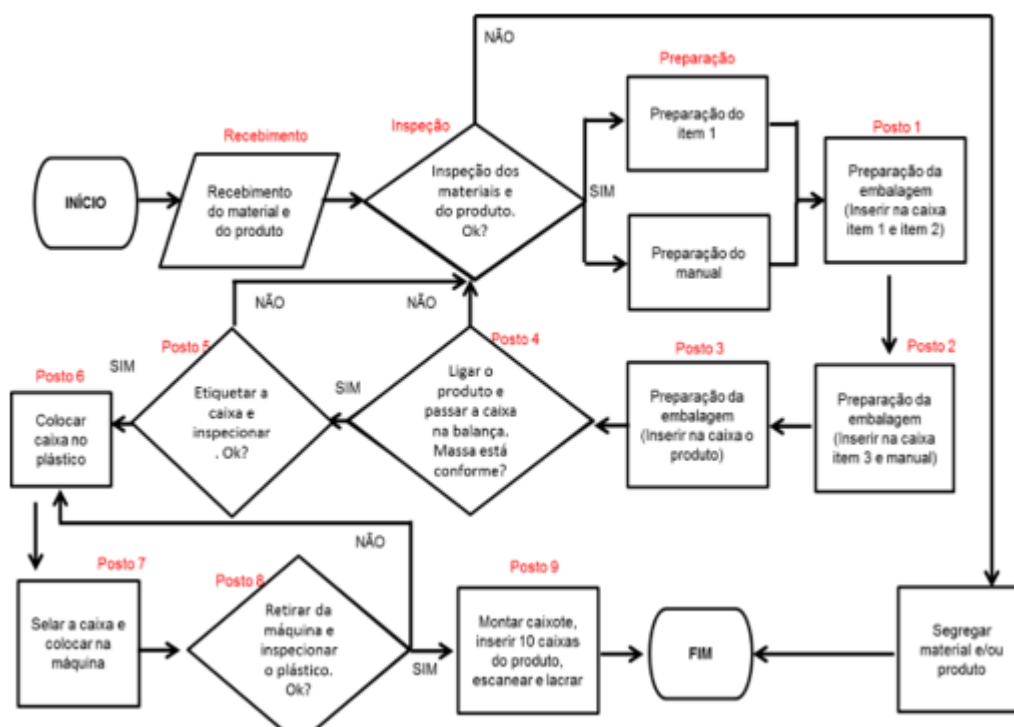 NÃO
Preparação
Preparação do
item 1
Recebimento
Inspeção
Posto 1
INÍCIO
Recebimento
do material e
do produto
Inspeção dos
materiais e
do produto.
Ok?
SIM
Preparação da
embalagem
(Inserir na caixa
item 1 e item 2)
Preparação do
manual
NÃO
NÃO
Posto 5
Posto 4
Posto 3
Posto 2
SIM
Posto 6
Colocar
caixa no
plástico
Etiquetar a
caixa e
inspecionar
. Ok?
SIM
Ligar o
produto e
passar a caixa
na balança.
Massa está
conforme?
Preparação da
embalagem
(Inserir na caixa o
produto)
Preparação da
embalagem
(Inserir na caixa
item 3 e manual)
NÃO
Posto 7
Posto 8
Posto 9
Selar a caixa e
colocar na
máquina
Retirar da
máquina e
inspecionar
o plástico.
Ok?
SIM
Montar caixote,
inserir 10 caixas
do produto,
escanear e lacrar
FIM
Segregar
material e/ou
produto